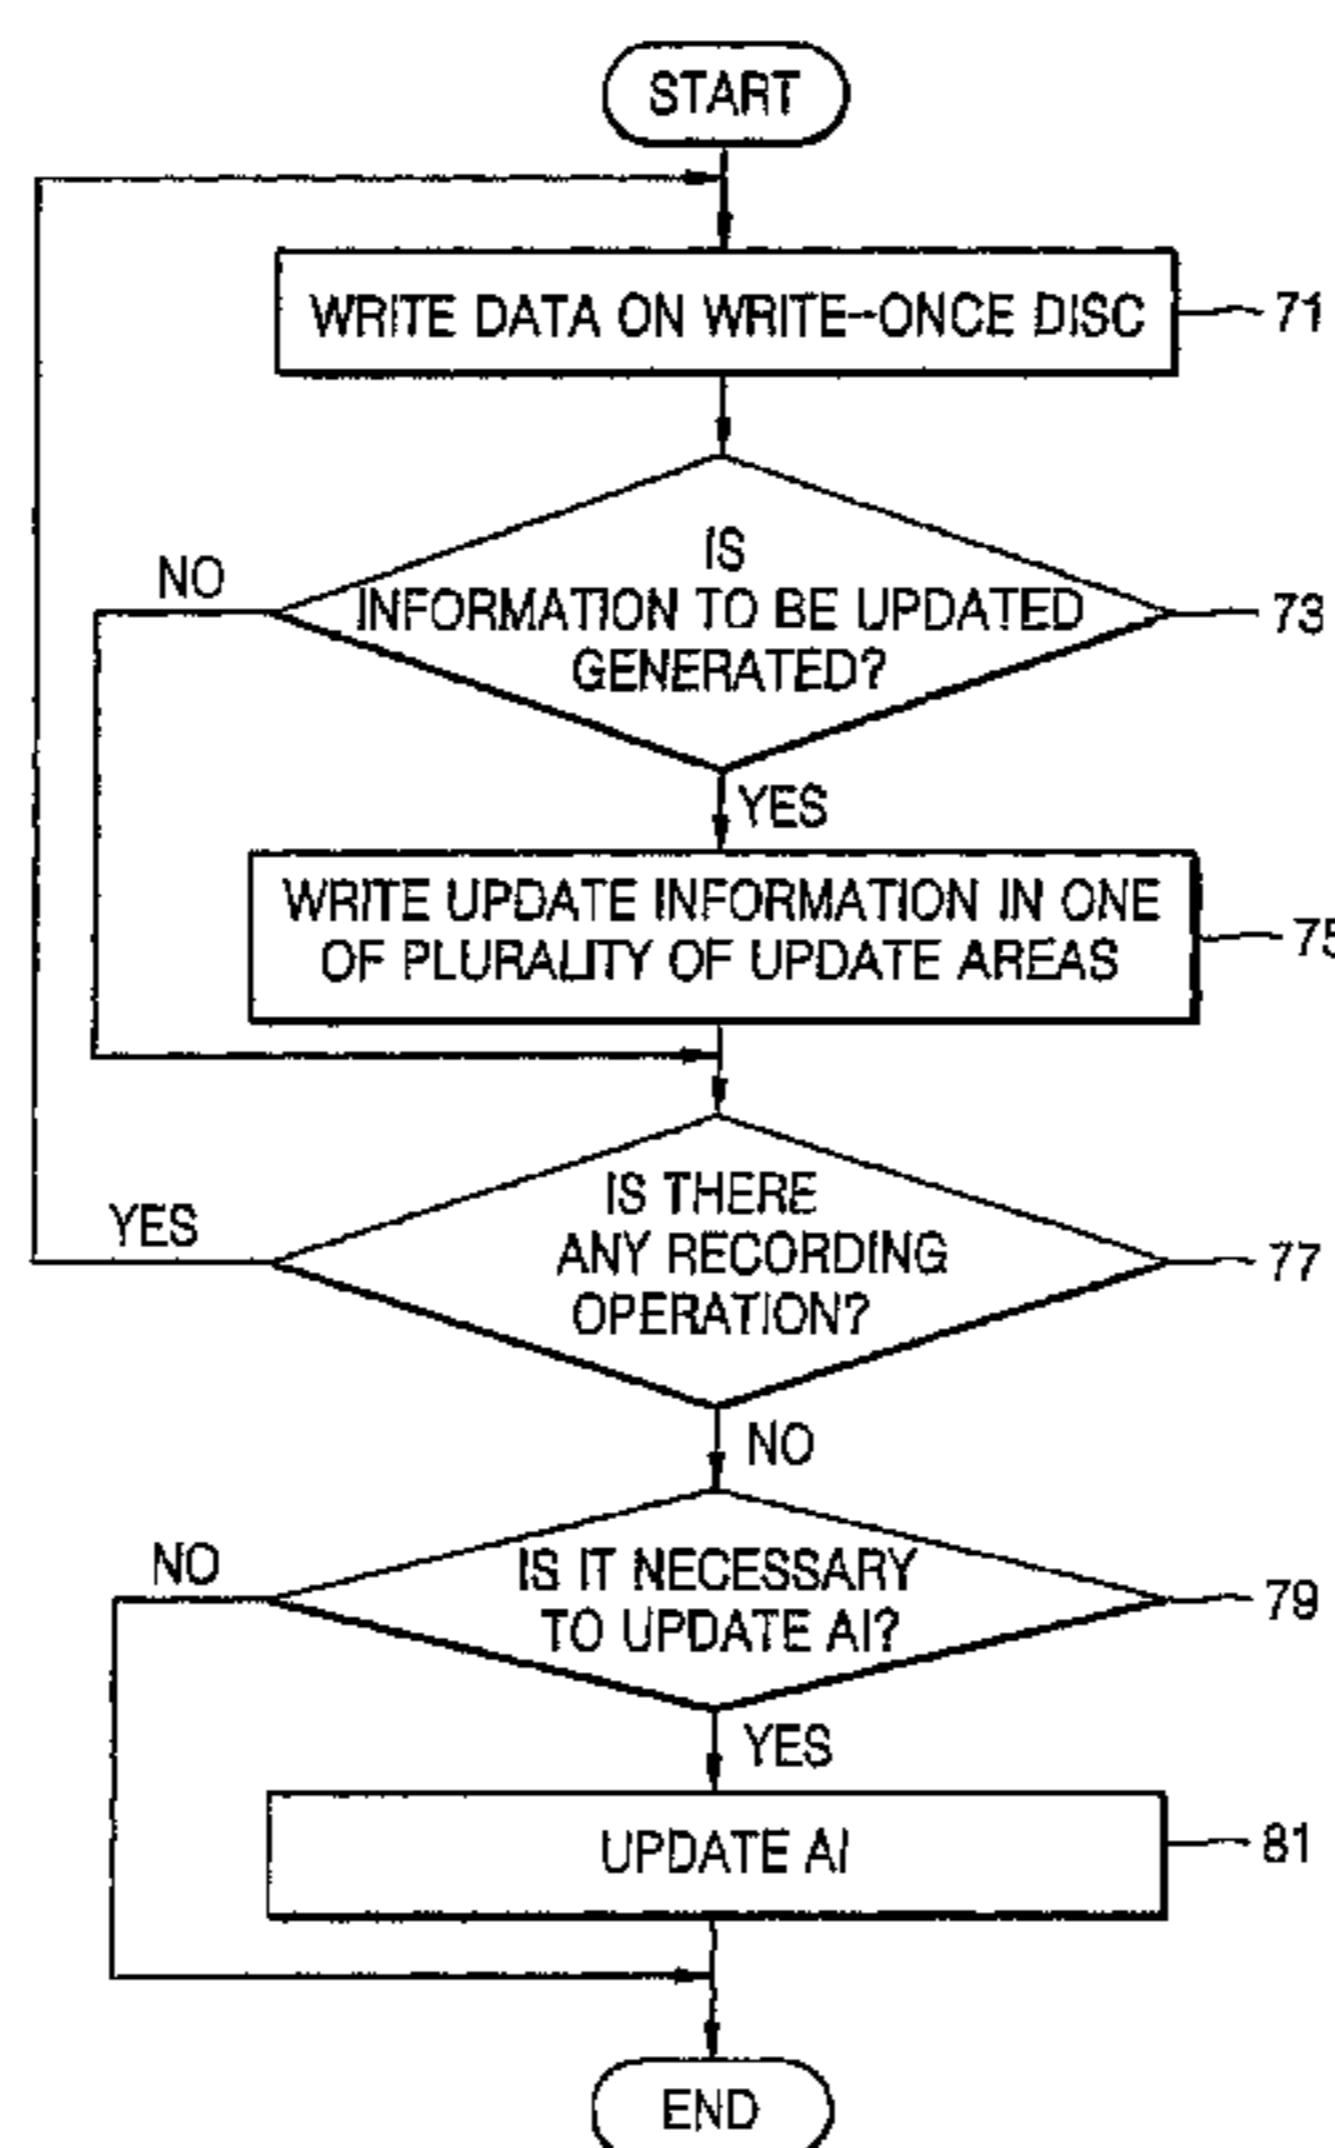 START
WRITE DATA ON WRITE-ONCE DISC
71
IS
INFORMATION TO BE UPDATED
GENERATED?
73
NO
YES
WRITE UPDATE INFORMATION IN ONE
OF PLURALITY OF UPDATE AREAS
75
IS THERE
ANY RECORDING
OPERATION?
77
YES
NO
IS IT NECESSARY
TO UPDATE AI?
79
NO
YES
UPDATE AI
81
END